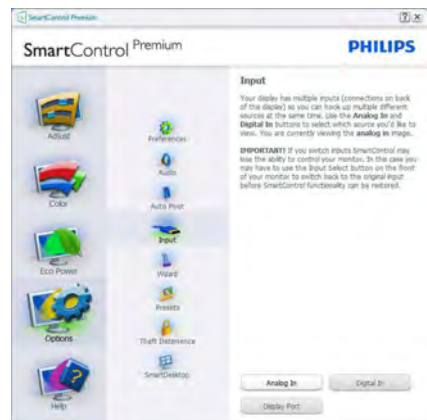 SmartControl Premium
SmartControl Premium
PHILIPS
Adjust
Color
Eco Power
Options
Help
Preferences
Audio
Auto Pivot
Input
Wizard
Presets
Theft Deterrence
SmartDesktop
Input
Your display has multiple inputs (connections on back
of the display) so you can hook up multiple different
sources at the same time. Use the Analog In and
Digital In buttons to select which source you'd like to
view. You are currently viewing the analog in image.
IMPORTANT! If you switch inputs SmartControl may
lose the ability to control your monitor. In this case you
may have to use the Input Select button on the front
of your monitor to switch back to the original input
before SmartControl functionality can be restored.
Analog In
Digital In
Display Port